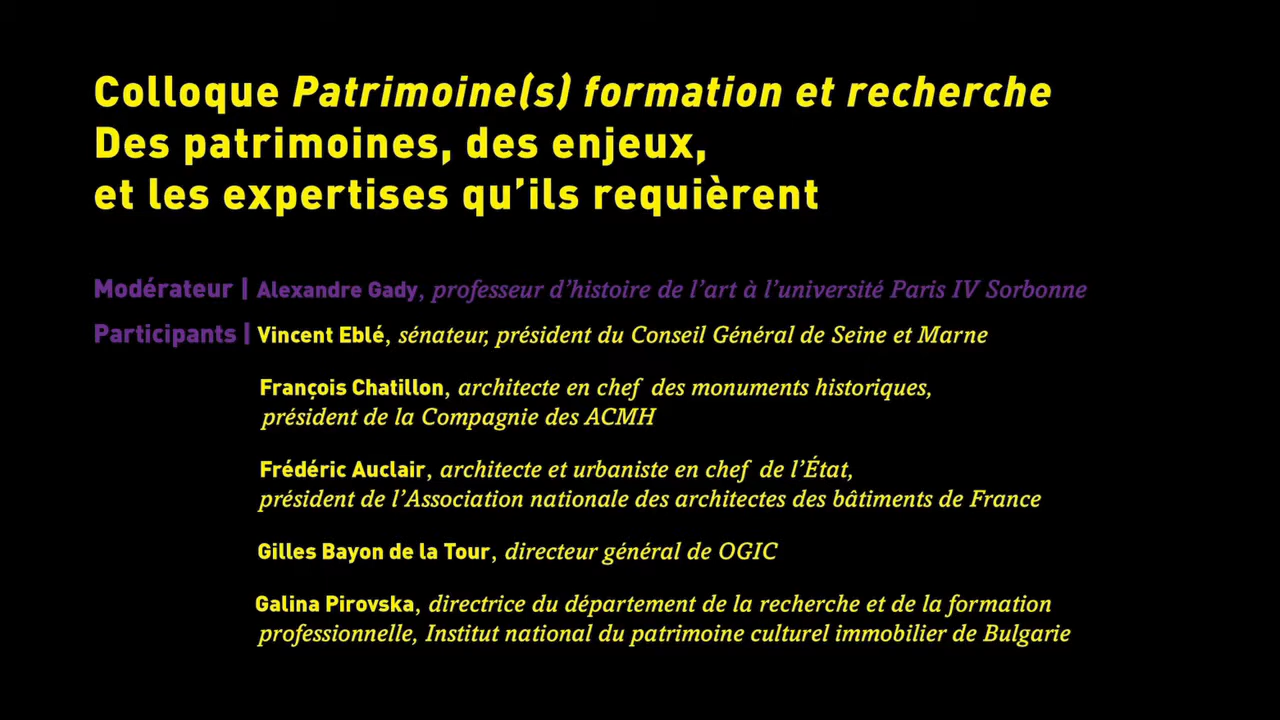 Colloque Patrimoine(s) formation et recherche
Des patrimoines, des enjeux,
et les expertises qu’ils requièrent
Modérateur | Alexandre Gady, professeur d’histoire de l’art à l’université Paris IV Sorbonne
Participants | Vincent Eblé, sénateur, président du Conseil Général de Seine et Marne
François Chatillon, architecte en chef des monuments historiques,
président de la Compagnie des ACMH
Frédéric Auclair, architecte et urbaniste en chef de l’État,
président de l’Association nationale des architectes des bâtiments de France
Gilles Bayon de la Tour, directeur général de OGIC
Galina Pirovska, directrice du département de la recherche et de la formation
professionnelle, Institut national du patrimoine culturel immobilier de Bulgarie